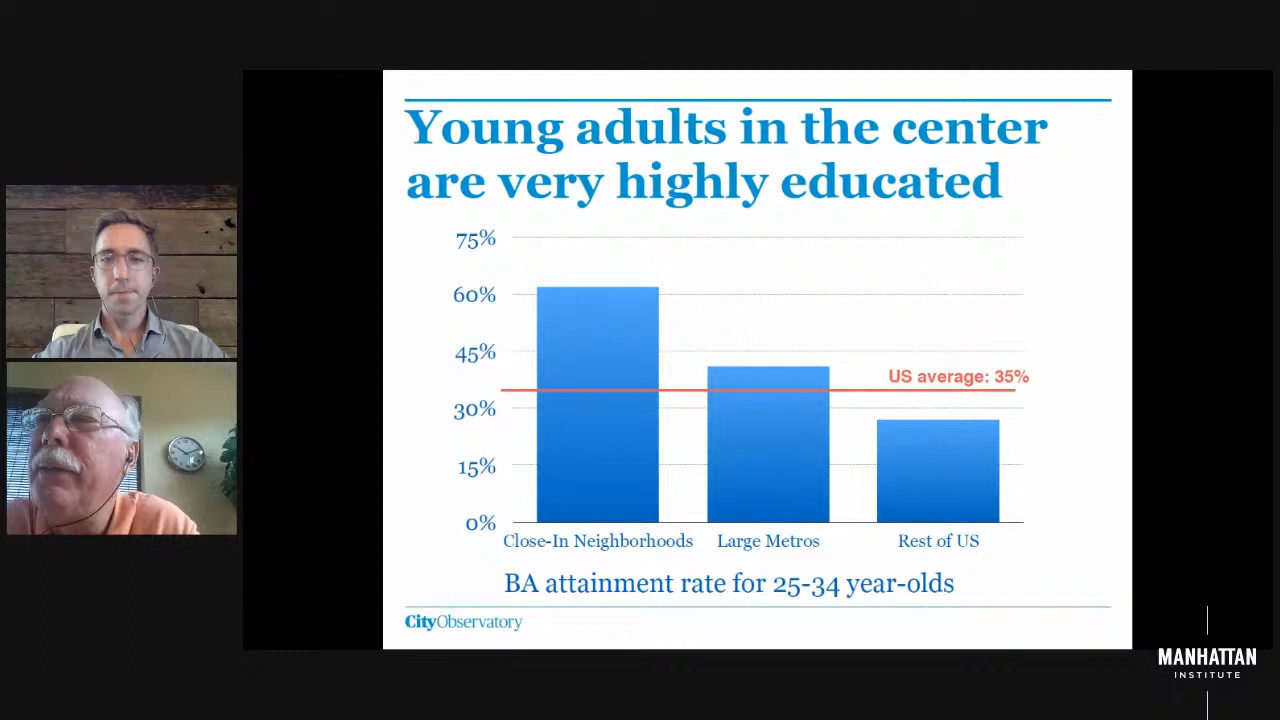 Young adults in the center
are very highly educated
75%
60%
45%
US average: 35%
30%
15%
0%
Close-In Neighborhoods Large Metros Rest of US
BA attainment rate for 25-34 year-olds
CityObservatory
MANHATTAN
INSTITUTE